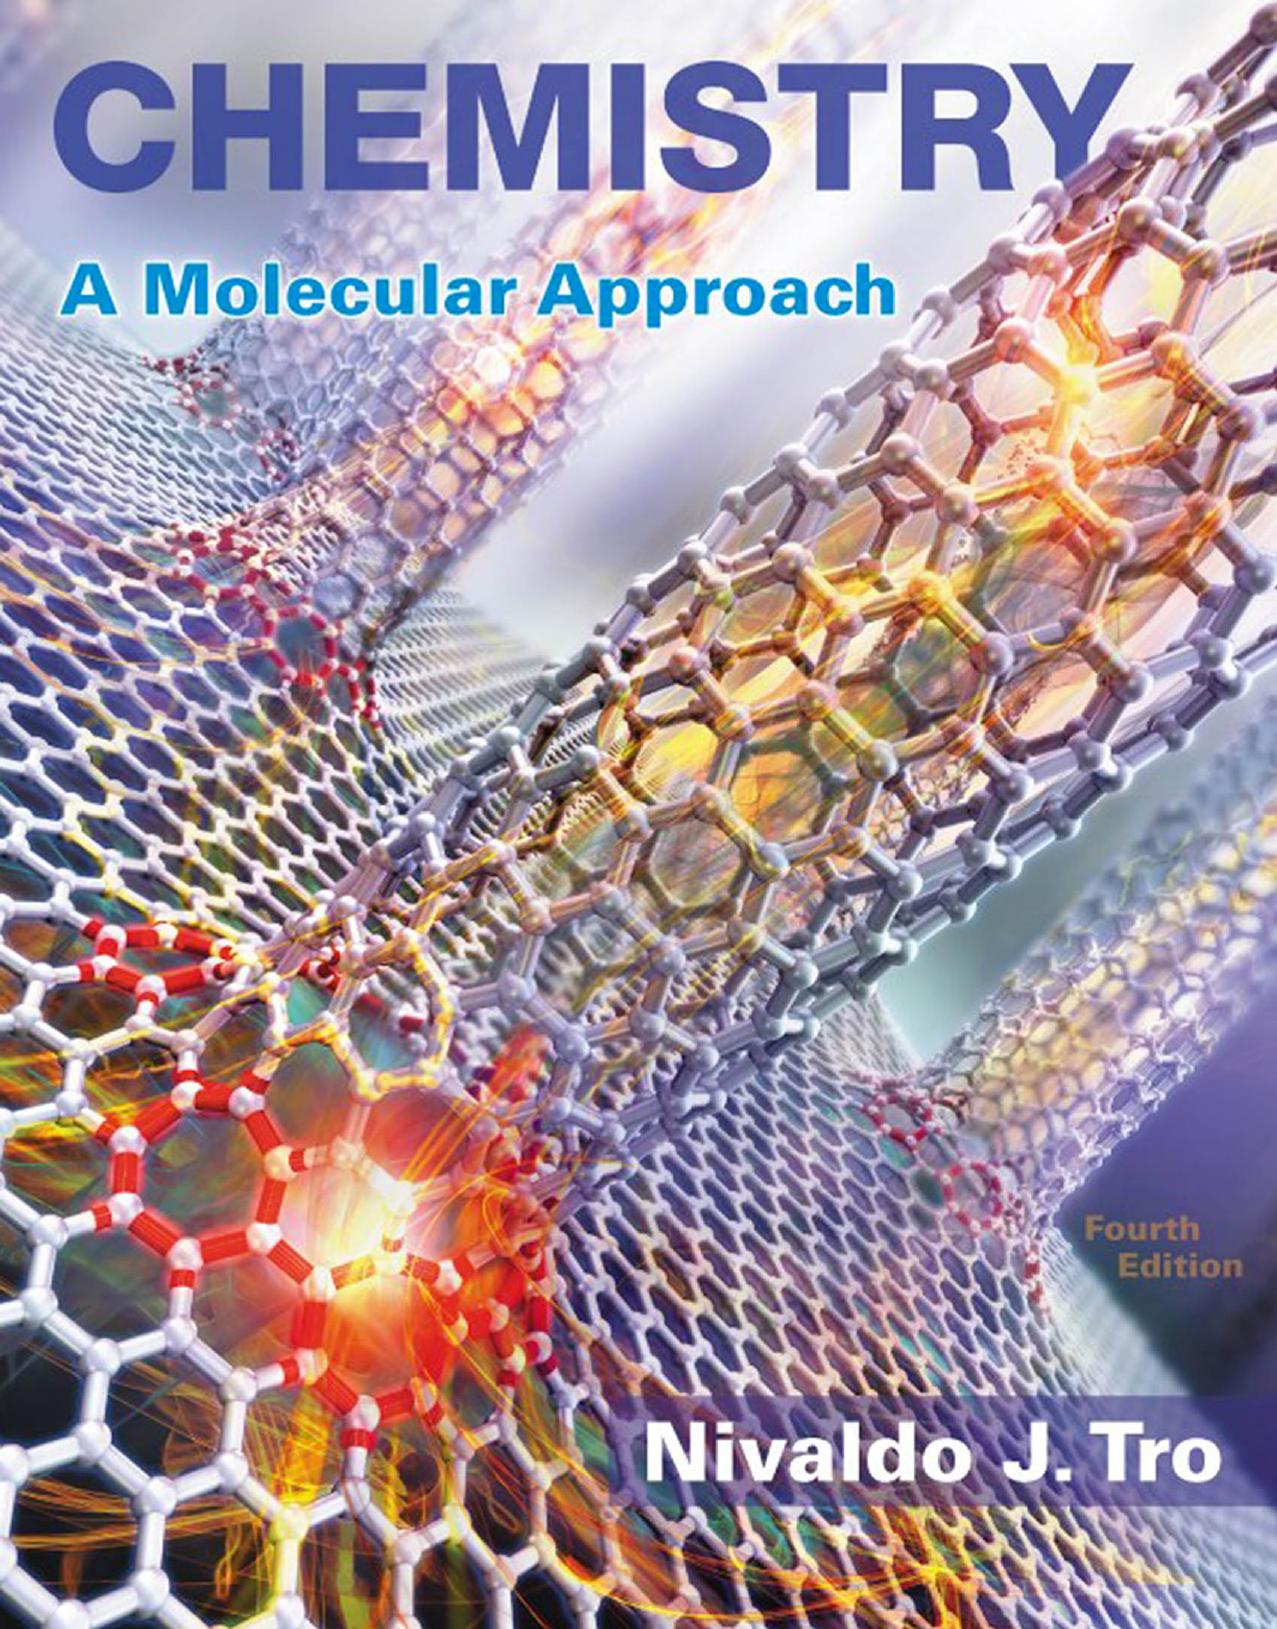 CHEMISTRY
A Molecular Approach
Fourth
Edition
Nivaldo J. Tro